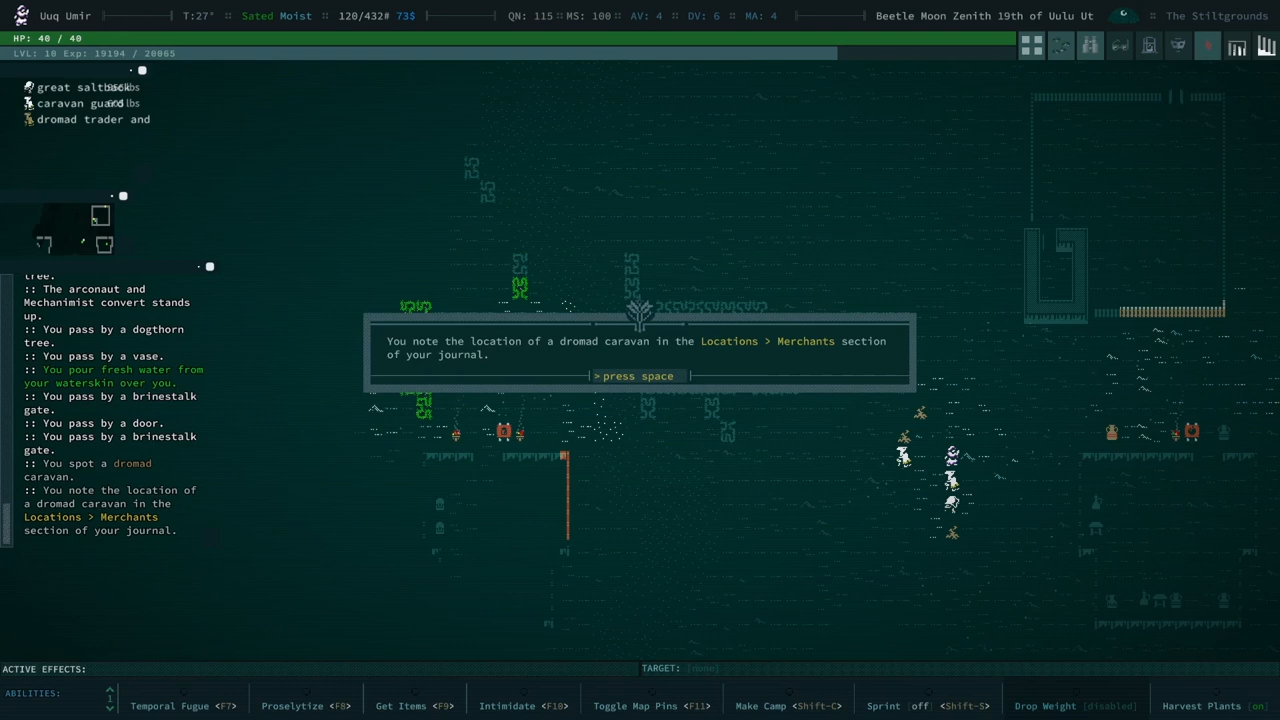 Uuq Umir
T:27° :: Sated Moist :: 120/432# 73$
QN: 115 :: MS: 100 :: AV: 4 :: DV: 6 :: MA: 4
Beetle Moon Zenith 19th of Uulu Ut
:: The Stiltgrounds
HP: 40 / 40
LVL: 10 Exp: 19194 / 20065
great saltback
caravan guard
dromad trader and
tree.
:: The arconaut and
Mechanimist convert stands
up.
:: You pass by a dogthorn
tree.
:: You pass by a vase.
:: You pour fresh water from
your waterskin over you.
:: You pass by a brinestalk
gate.
:: You pass by a door.
:: You pass by a brinestalk
gate.
:: You spot a dromad
caravan.
:: You note the location of
a dromad caravan in the
Locations > Merchants
section of your journal.
You note the location of a dromad caravan in the Locations > Merchants section
of your journal.
> press space
ACTIVE EFFECTS:
TARGET: [none]
ABILITIES:
1
Temporal Fugue <F7>
Proselytize <F8>
Get Items <F9>
Intimidate <F10>
Toggle Map Pins <F11>
Make Camp <Shift-C>
Sprint [off] <Shift-S>
Drop Weight [disabled]
Harvest Plants [on]